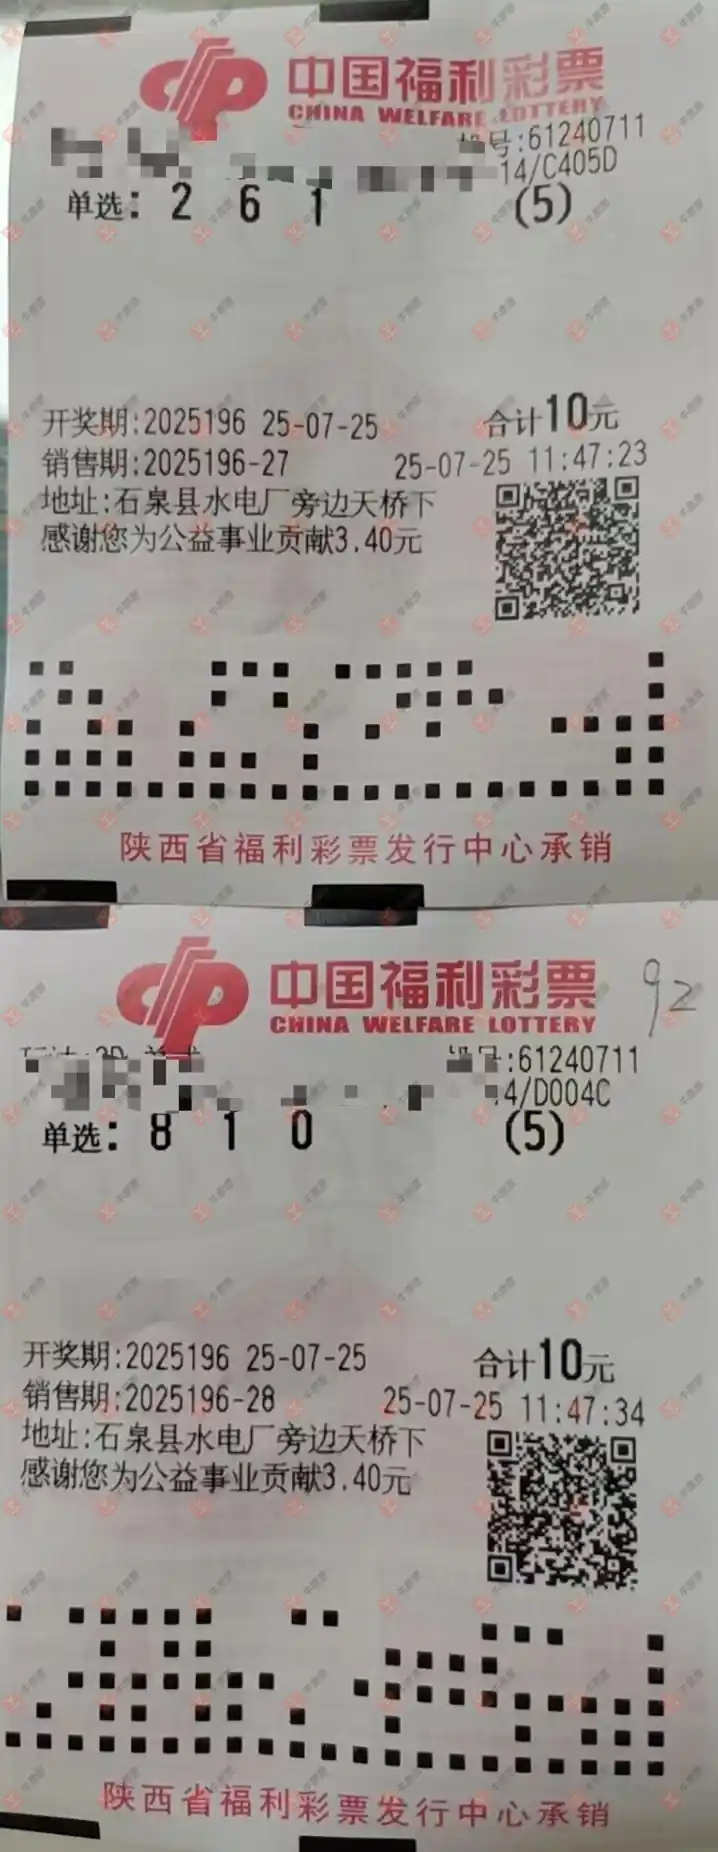 中国福利彩票
CHINA WELFARE LOTTERY
机号:61240711
14/C405D
单选: 2 6 1 (5)
开奖期:2025196 25-07-25 合计10元
销售期:2025196-27 25-07-25 11:47:23
地址:石泉县水电厂旁边天桥下
感谢您为公益事业贡献3.40元
陕西省福利彩票发行中心承销
中国福利彩票
CHINA WELFARE LOTTERY
92
:61240711
4/D004C
单选: 8 1 0 (5)
开奖期:2025196 25-07-25 合计10元
销售期:2025196-28 25-07-25 11:47:34
地址:石泉县水电厂旁边天桥下
感谢您为公益事业贡献3.40元
陕西省福利彩票发行中心承销